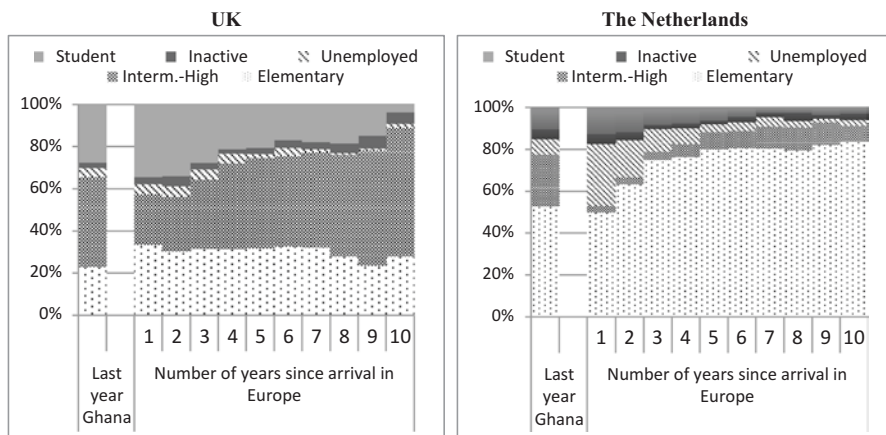 UK
Student Inactive Unemployed
Interm.-High Elementary
100%
80%
60%
40%
20%
0%
1 2 3 4 5 6 7 8 9 10
Last
year
Ghana
Number of years since arrival in
Europe
The Netherlands
Student Inactive Unemployed
Interm.-High Elementary
100%
80%
60%
40%
20%
0%
1 2 3 4 5 6 7 8 9 10
Last
year
Ghana
Number of years since arrival in
Europe